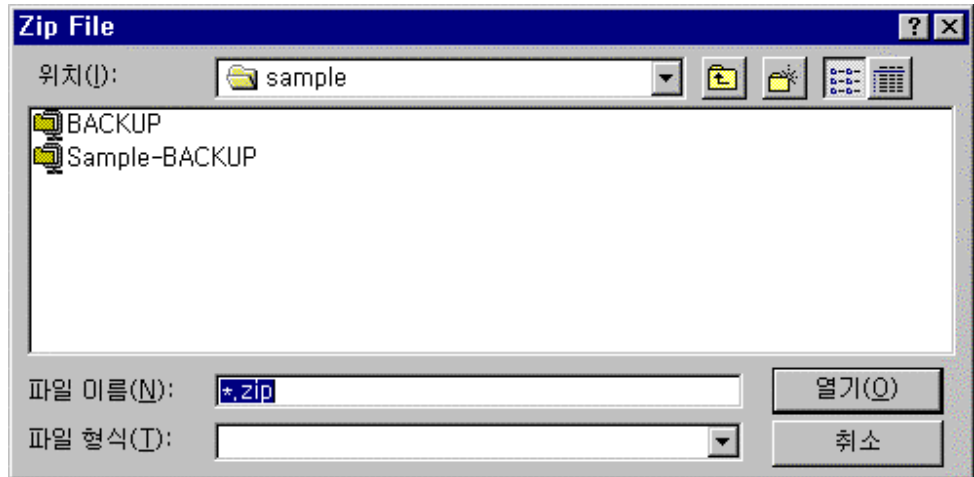 Zip File
위치(I): sample
BACKUP
Sample-BACKUP
파일 이름(N): *.zip 열기(O)
파일 형식(T): 취소